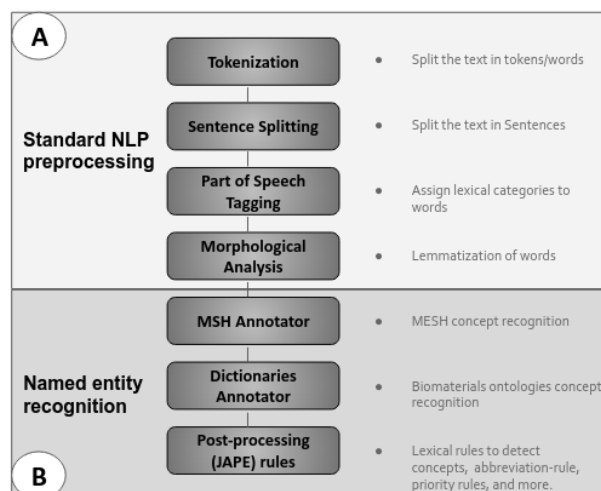 A
Tokenization
● Split the text in tokens/words
Standard NLP
preprocessing
Sentence Splitting
● Split the text in Sentences
Part of Speech
Tagging
● Assign lexical categories to
words
Morphological
Analysis
● Lemmatization of words
MSH Annotator
● MESH concept recognition
Named entity
recognition
Dictionaries
Annotator
● Biomaterials ontologies concept
recognition
Post-processing
(JAPE) rules
● Lexical rules to detect
concepts, abbreviation-rule,
priority rules, and more.
B